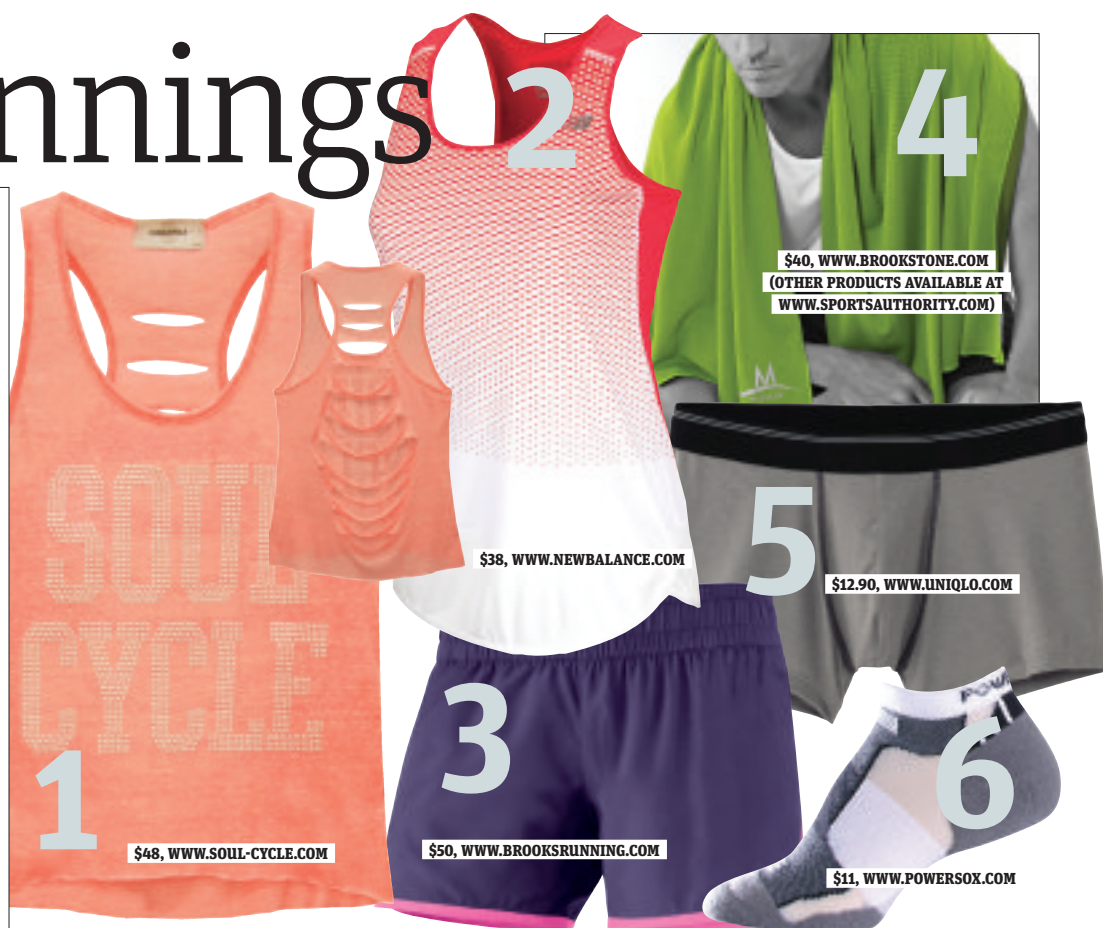 nnings
2
4
$40, WWW.BROOKSTONE.COM
(OTHER PRODUCTS AVAILABLE AT
WWW.SPORTSAUTHORITY.COM)
M
SOUL
CYCLE
$38, WWW.NEWBALANCE.COM
5
$12.90, WWW.UNIQLO.COM
3
POW
6
1
$48, WWW.SOUL-CYCLE.COM
$50, WWW.BROOKSRUNNING.COM
$11, WWW.POWERSOX.COM